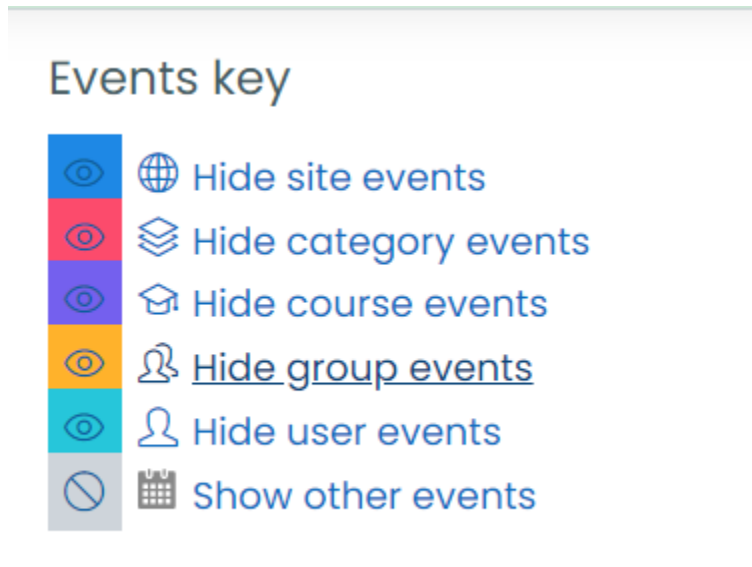 Events key
Hide site events
Hide category events
Hide course events
Hide group events
Hide user events
Show other events